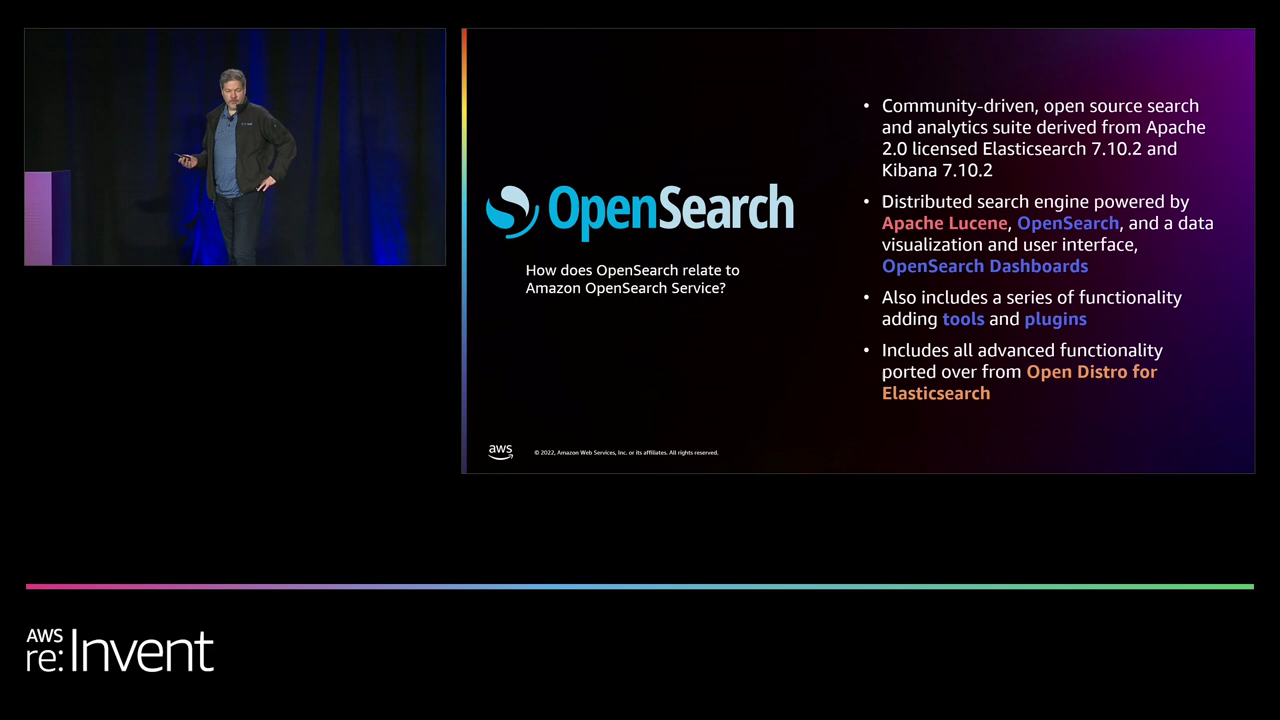 OpenSearch
How does OpenSearch relate to
Amazon OpenSearch Service?
• Community-driven, open source search
and analytics suite derived from Apache
2.0 licensed Elasticsearch 7.10.2 and
Kibana 7.10.2
• Distributed search engine powered by
Apache Lucene, OpenSearch, and a data
visualization and user interface,
OpenSearch Dashboards
• Also includes a series of functionality
adding tools and plugins
• Includes all advanced functionality
ported over from Open Distro for
Elasticsearch
aws
© 2022, Amazon Web Services, Inc. or its affiliates. All rights reserved.
AWS
re:Invent